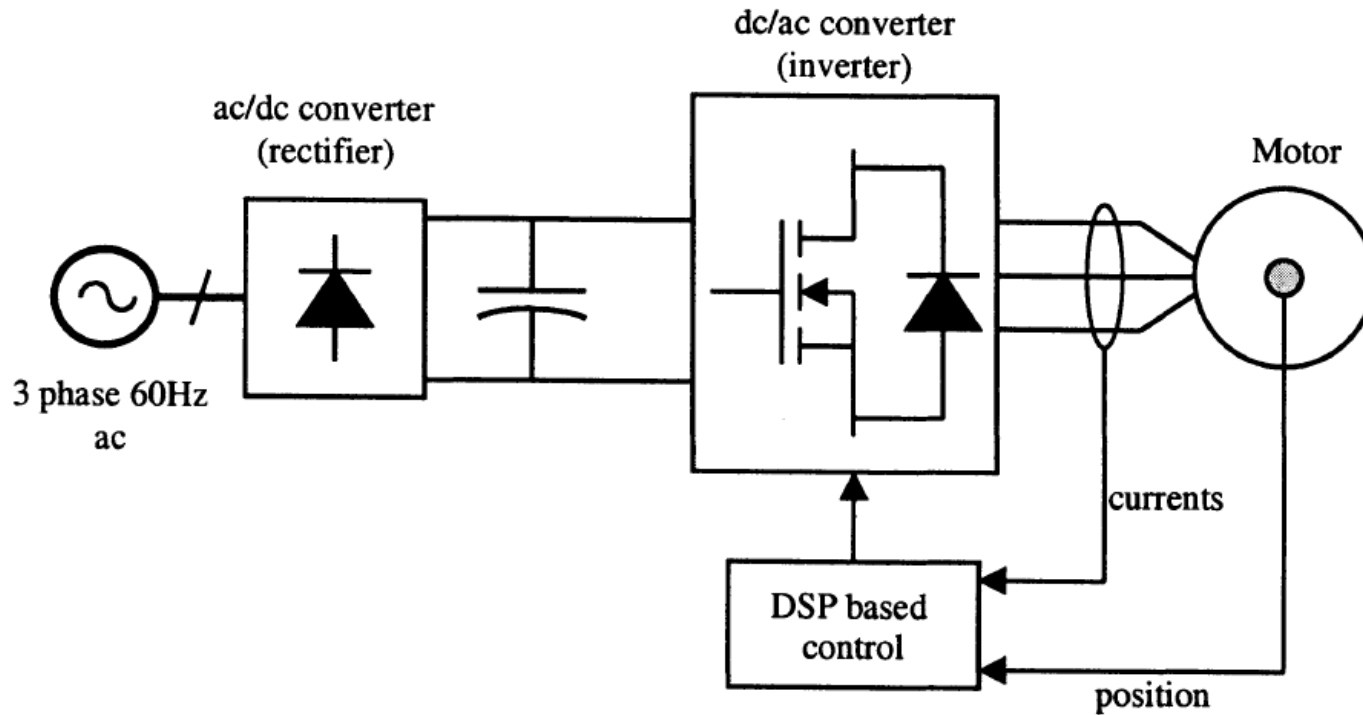 dc/ac converter
(inverter)
ac/dc converter
(rectifier)
Motor
3 phase 60Hz
ac
currents
DSP based
control
position